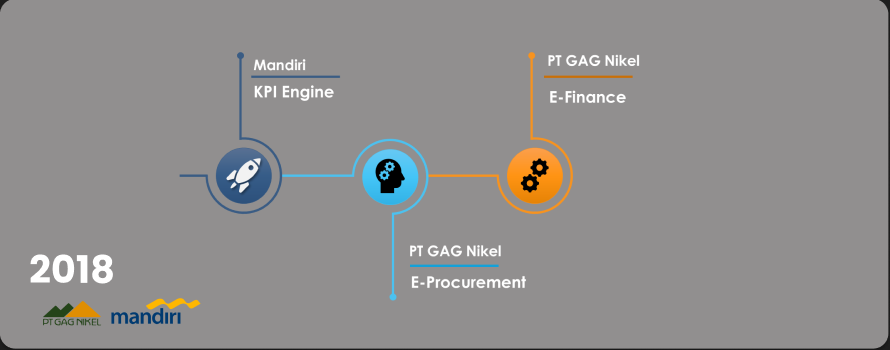 Mandiri
KPI Engine
PT GAG Nikel
E-Finance
PT GAG Nikel
E-Procurement
2018
PT GAG NIKEL
mandiri